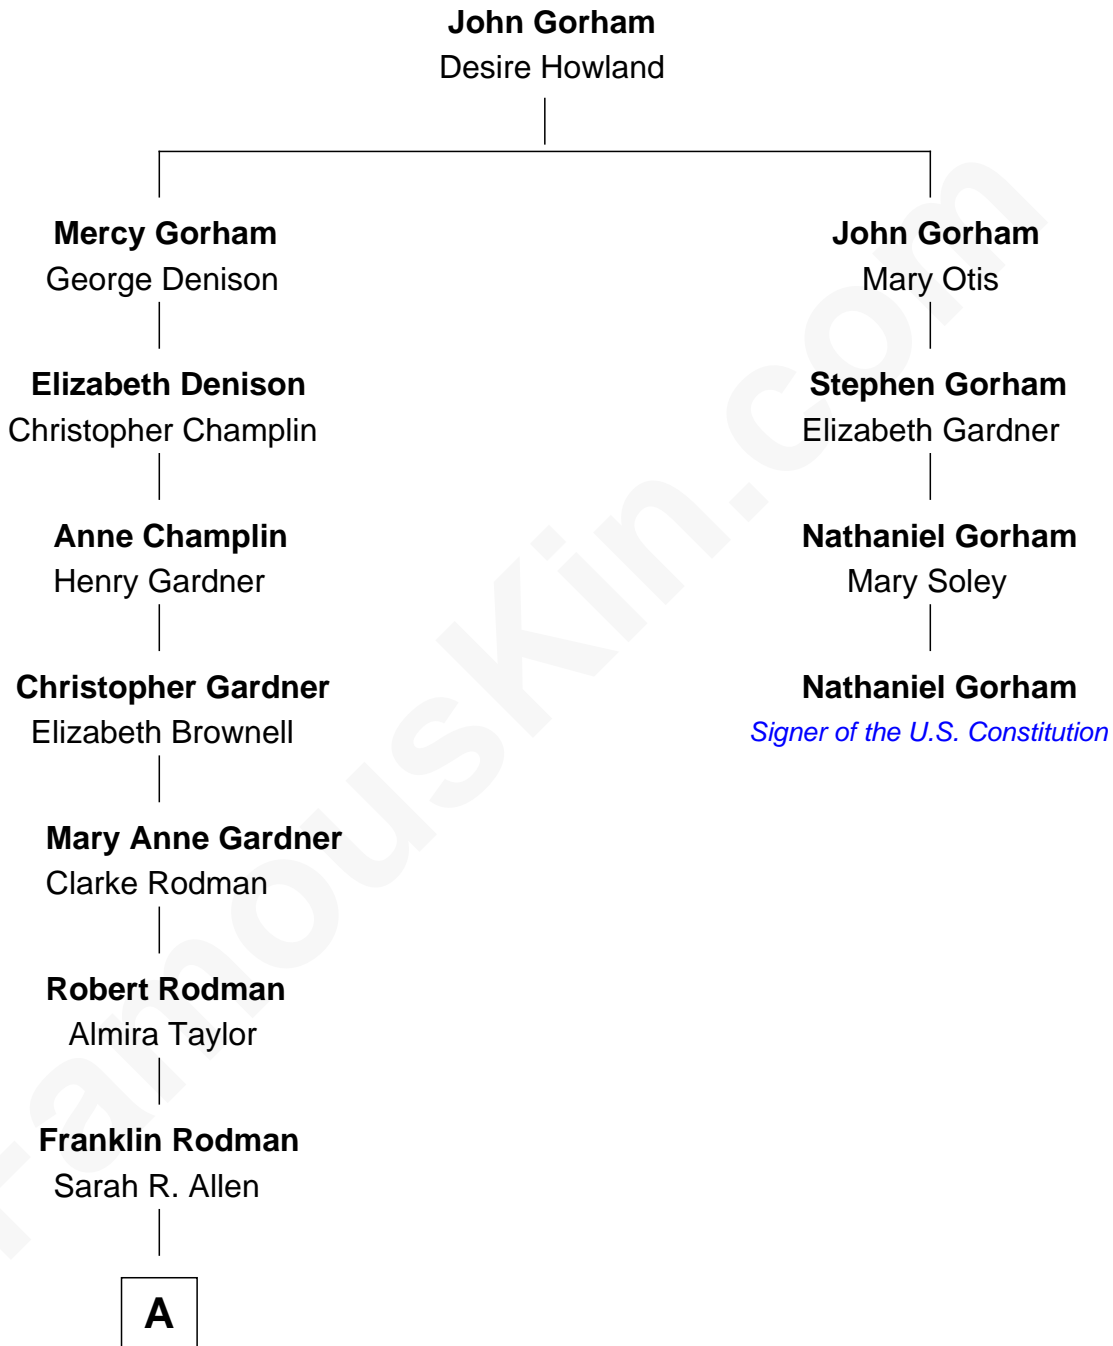 John Gorham
Desire Howland
Mercy Gorham
George Denison
John Gorham
Mary Otis
Elizabeth Denison
Christopher Champlin
Stephen Gorham
Elizabeth Gardner
Anne Champlin
Henry Gardner
Nathaniel Gorham
Mary Soley
Christopher Gardner
Elizabeth Brownell
Nathaniel Gorham
Signer of the U.S. Constitution
Mary Anne Gardner
Clarke Rodman
Robert Rodman
Almira Taylor
Franklin Rodman
Sarah R. Allen
A
FamousKin.com